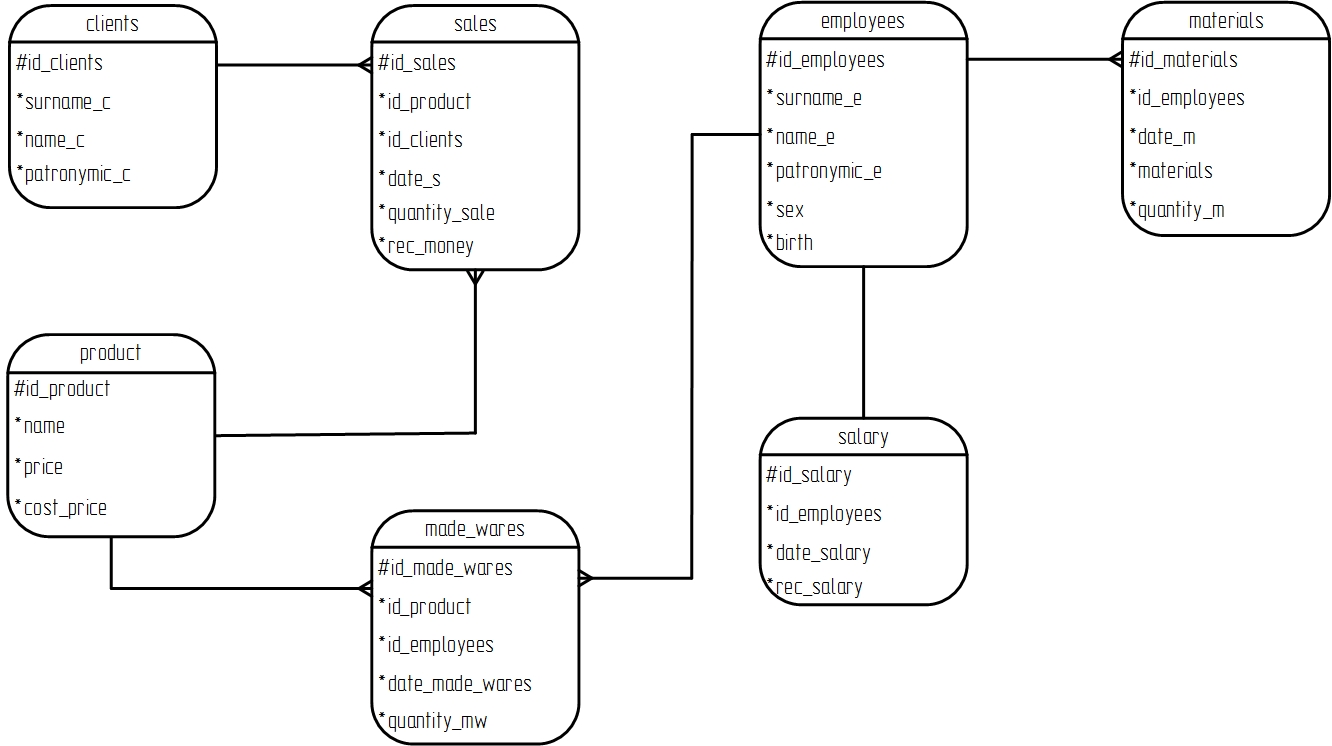 clients
#id_clients
*surname_c
*name_c
*patronymic_c
sales
#id_sales
*id_product
*id_clients
*date_s
*quantity_sale
*rec_money
employees
#id_employees
*surname_e
*name_e
*patronymic_e
*sex
*birth
materials
#id_materials
*id_employees
*date_m
*materials
*quantity_m
product
#id_product
*name
*price
*cost_price
made_wares
#id_made_wares
*id_product
*id_employees
*date_made_wares
*quantity_mw
salary
#id_salary
*id_employees
*date_salary
*rec_salary